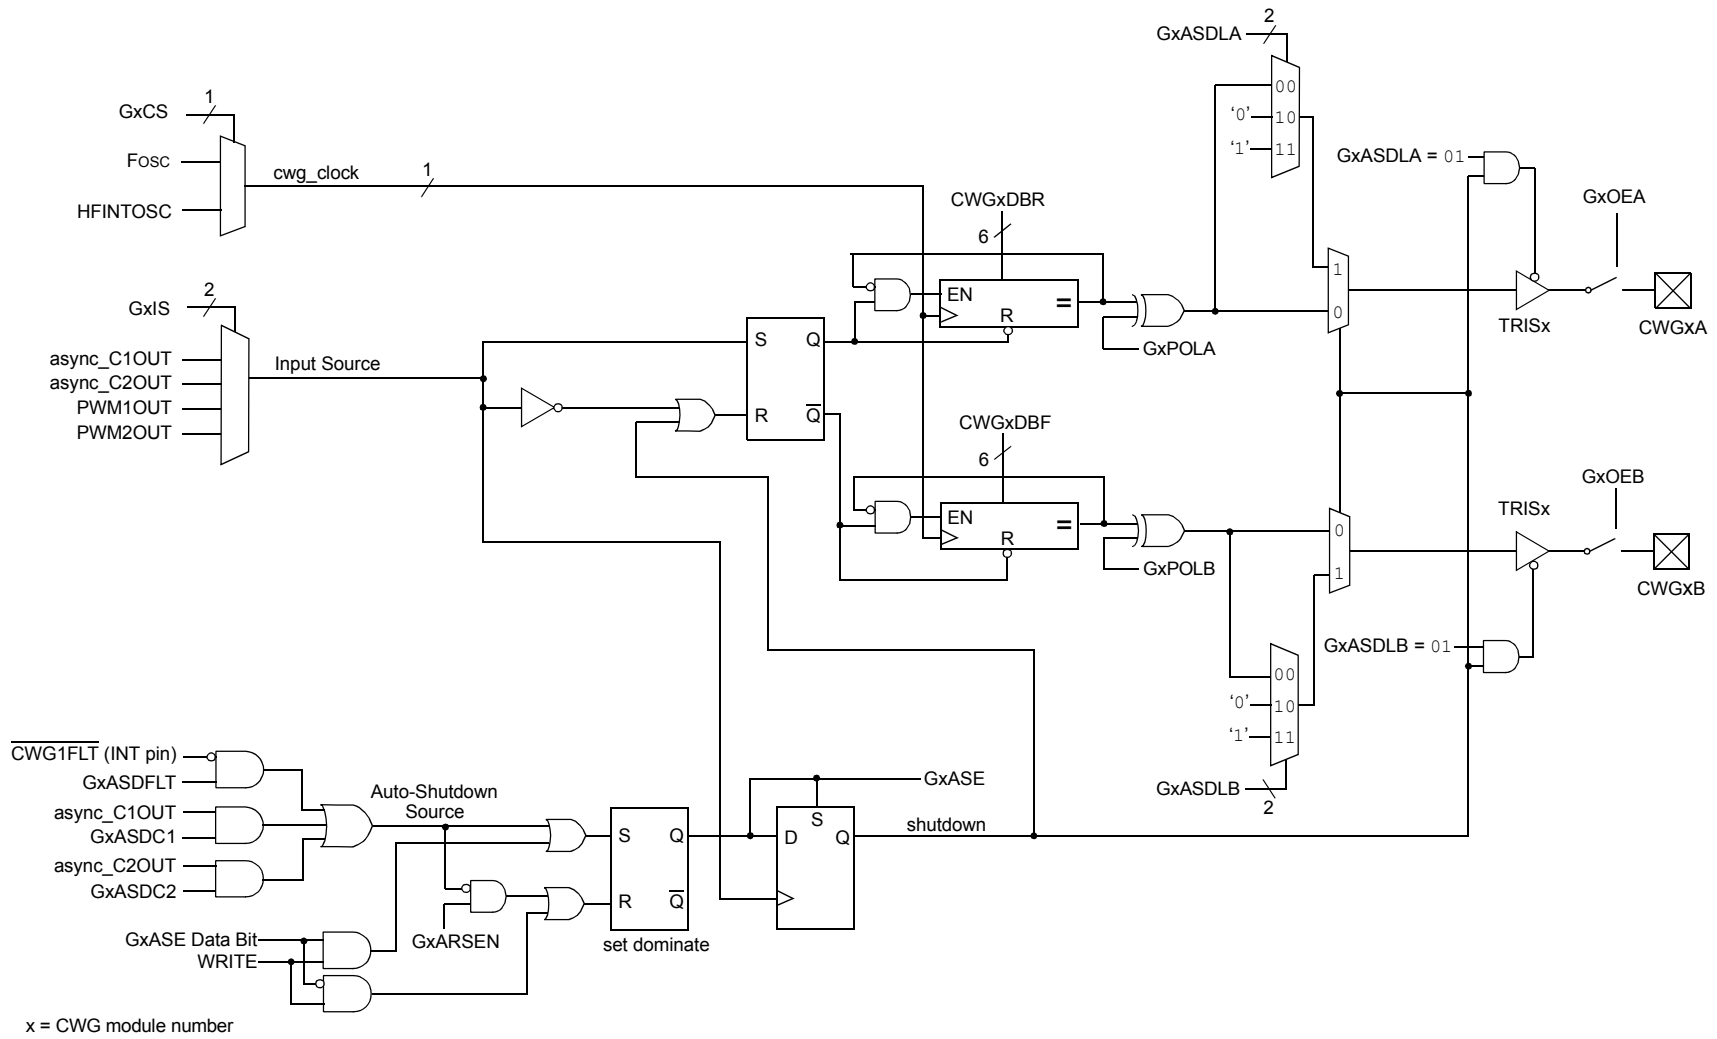 GxASDLA
2
00
‘0’
10
‘1’
11
GxCS
1
FOSC
HFINTOSC
cwg_clock
1
GxASDLA = 01
GxOEA
CWGxDBR
6
EN
=
R
GxPOLA
1
0
TRISx
CWGxA
GxIS
2
async_C1OUT
async_C2OUT
PWM1OUT
PWM2OUT
Input Source
S
Q
R
Q
CWGxDBF
6
EN
=
R
GxPOLB
0
1
TRISx
GxOEB
CWGxB
GxASDLB = 01
00
‘0’
10
‘1’
11
GxASDLB
2
CWG1FLT (INT pin)
GxASDFLT
async_C1OUT
GxASDC1
async_C2OUT
GxASDC2
Auto-Shutdown
Source
GxARSEN
GxASE Data Bit
WRITE
S
Q
R
Q
set dominate
GxASE
S
D
Q
shutdown
x = CWG module number